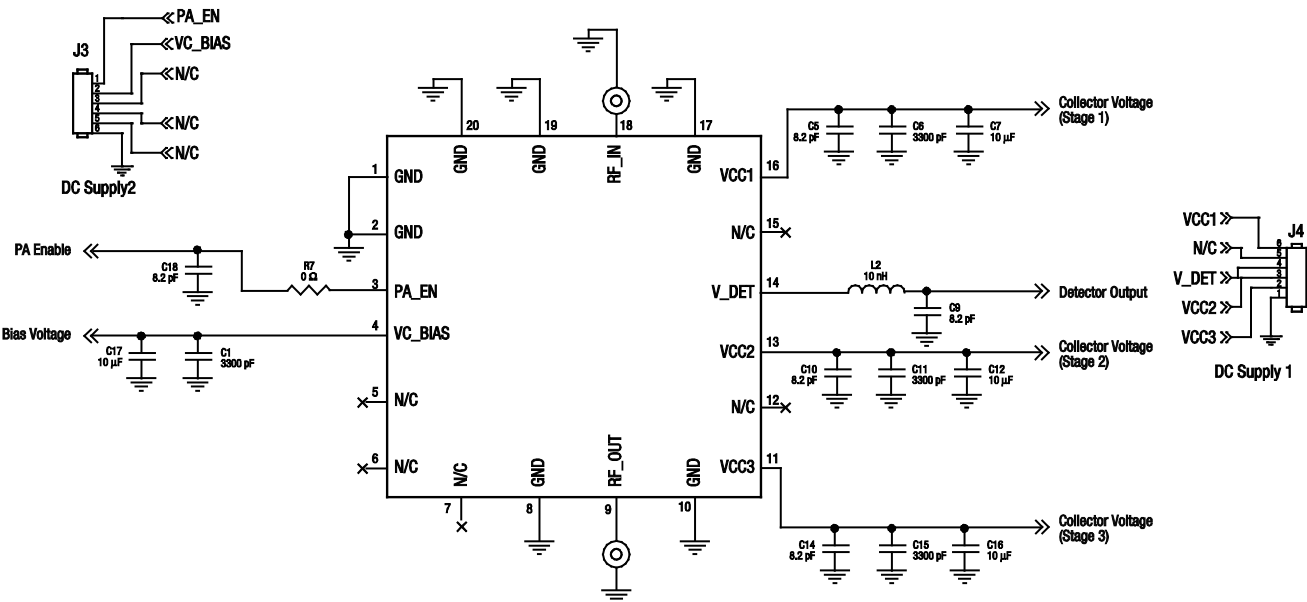 PA_EN
VC_BIAS
N/C
N/C
N/C
J3
1
2
3
4
5
6
DC Supply2
20
19
18
17
GND
GND
RF_IN
GND
1
GND
2
GND
3
PA_EN
4
VC_BIAS
5
N/C
6
N/C
7
N/C
8
GND
9
RF_OUT
10
GND
11
VCC3
12
N/C
13
VCC2
14
V_DET
15
N/C
16
VCC1
PA Enable
C18
8.2 pF
R7
0 Ω
Bias Voltage
C17
10 µF
C1
3300 pF
C5
8.2 pF
C6
3300 pF
C7
10 µF
Collector Voltage
(Stage 1)
L2
10 nH
C9
8.2 pF
Detector Output
C10
8.2 pF
C11
3300 pF
C12
10 µF
Collector Voltage
(Stage 2)
C14
8.2 pF
C15
3300 pF
C16
10 µF
Collector Voltage
(Stage 3)
VCC1
N/C
V_DET
VCC2
VCC3
J4
6
5
4
3
2
1
DC Supply 1